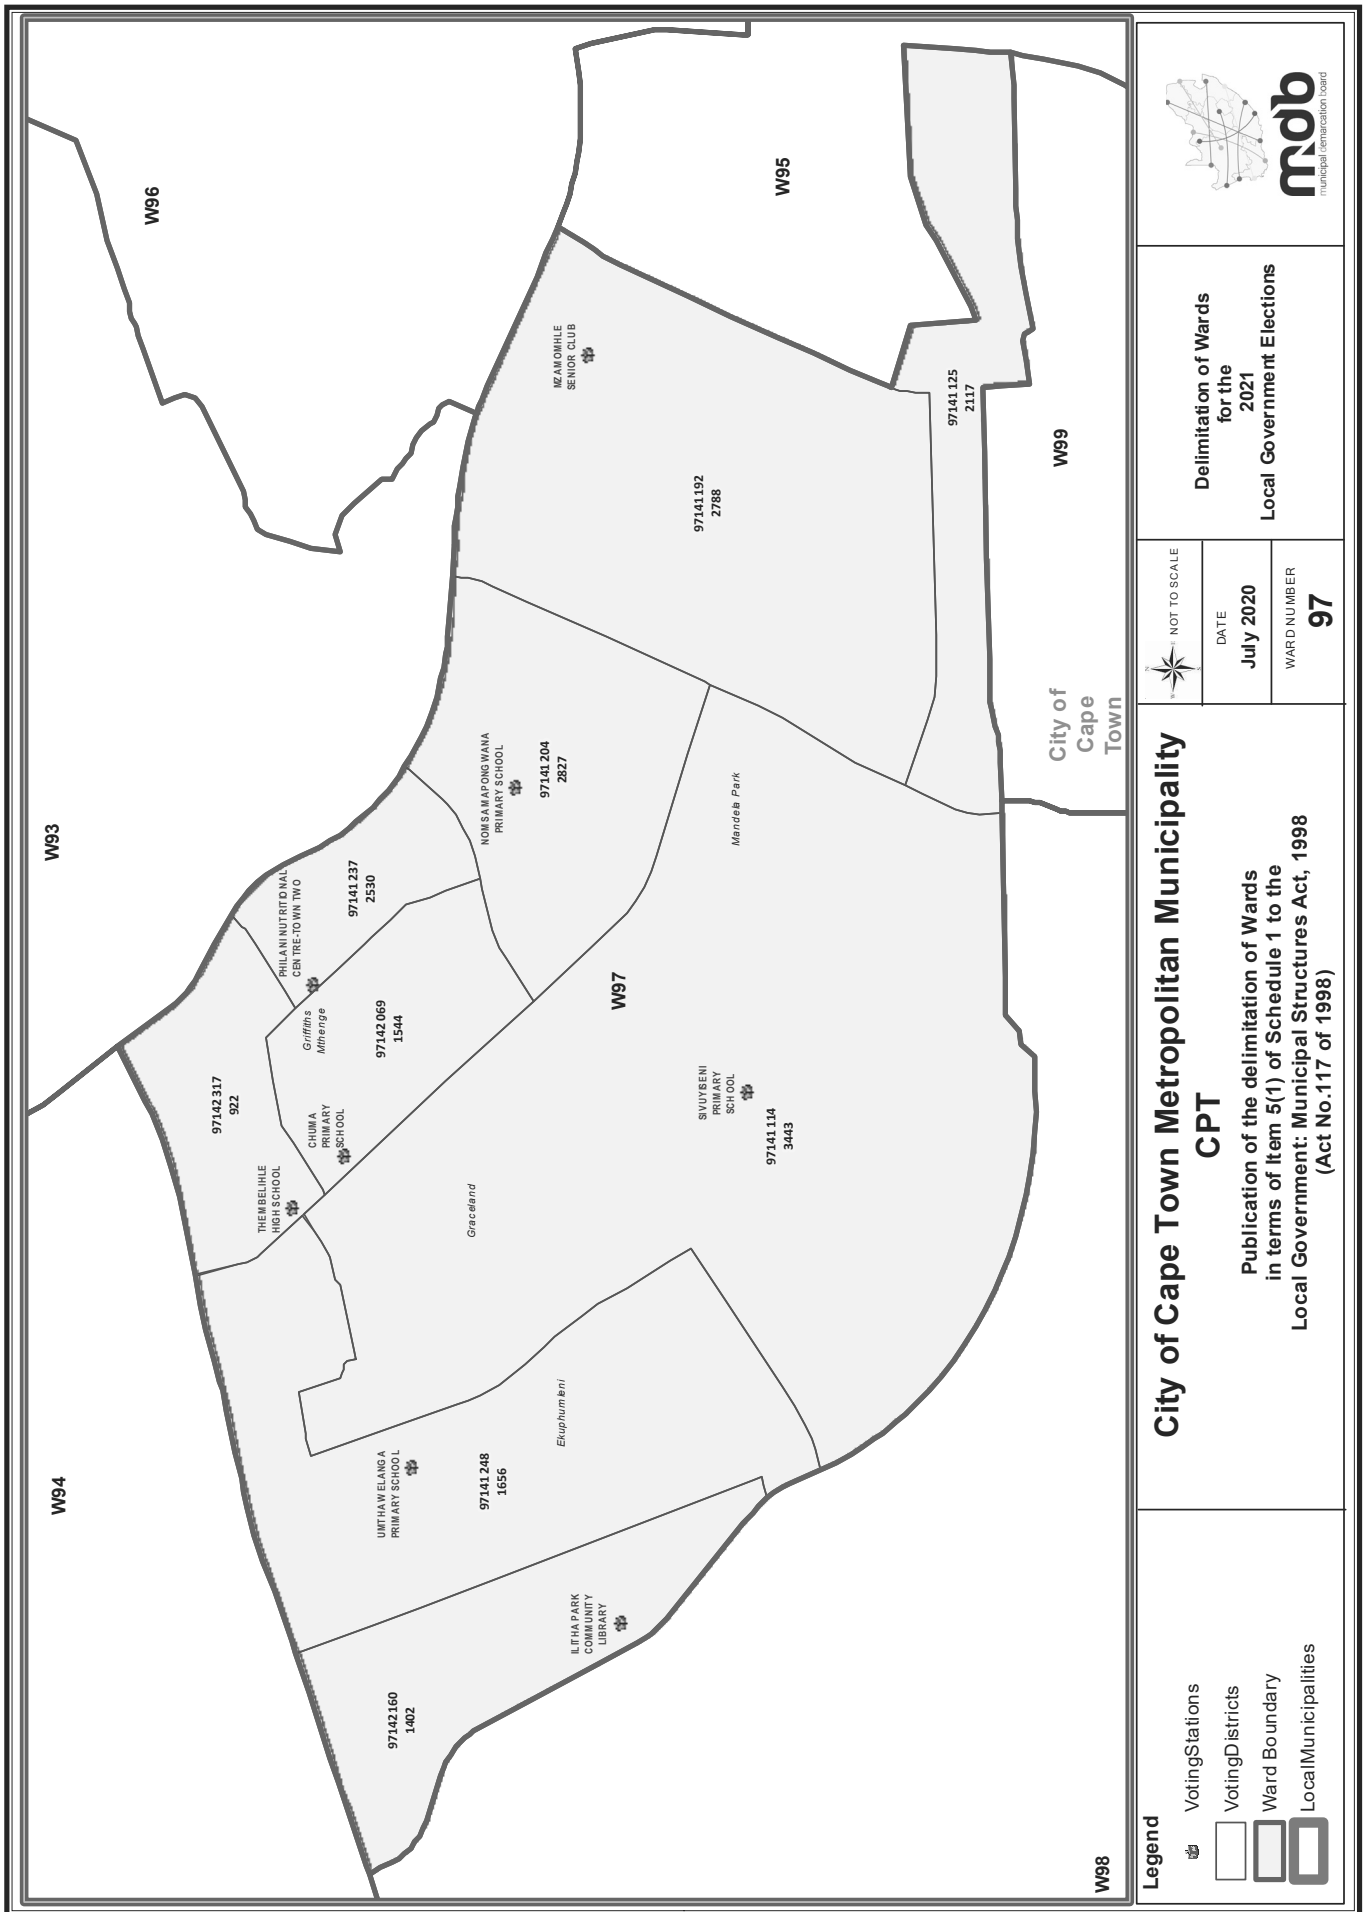 W96
W95
W93
W94
W99
W98
W97
MZAMOMHLE
SENIOR CLUB
97141125
2117
97141192
2788
NOMSAMAPONGWANA
PRIMARY SCHOOL
97141204
2827
Mandela Park
PHILANI NUTRITIONAL
CENTRE-TOWN TWO
97141237
2530
Griffiths
Mthenge
97142069
1544
97142317
922
CHUMA
PRIMARY
SCHOOL
THEMBELIHLE
HIGH SCHOOL
Graceland
SIVUYISENI
PRIMARY
SCHOOL
97141114
3443
Ekuphumleni
UMTHAWELANGA
PRIMARY SCHOOL
97141248
1656
ILITHA PARK
COMMUNITY
LIBRARY
97142160
1402
City of
Cape
Town
Legend
VotingStations
VotingDistricts
Ward Boundary
LocalMunicipalities
City of Cape Town Metropolitan Municipality
CPT
Publication of the delimitation of Wards
in terms of Item 5(1) of Schedule 1 to the
Local Government: Municipal Structures Act, 1998
(Act No.117 of 1998)
N
E
S
W
NOT TO SCALE
DATE
July 2020
WARD NUMBER
97
Delimitation of Wards
for the
2021
Local Government Elections
mdb
municipal demarcation board